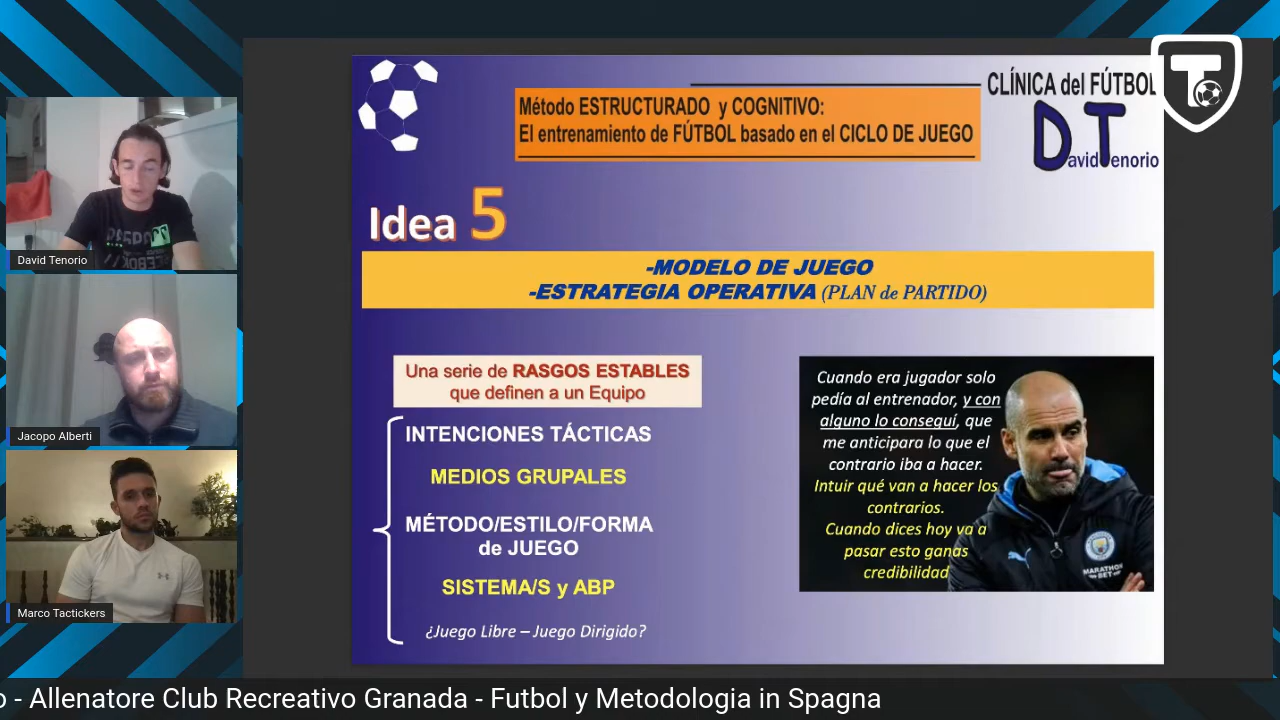 CLÍNICA del FÚTBOL
David Tenorio
Método ESTRUCTURADO y COGNITIVO:
El entrenamiento de FÚTBOL basado en el CICLO DE JUEGO
Idea 5
-MODELO DE JUEGO
-ESTRATEGIA OPERATIVA (PLAN de PARTIDO)
Una serie de RASGOS ESTABLES
que definen a un Equipo
INTENCIONES TÁCTICAS
MEDIOS GRUPALES
MÉTODO/ESTILO/FORMA
de JUEGO
SISTEMA/S y ABP
¿Juego Libre – Juego Dirigido?
Cuando era jugador solo
pedía al entrenador, y con
alguno lo conseguí, que
me anticipara lo que el
contrario iba a hacer.
Intuir qué van a hacer los
contrarios.
Cuando dices hoy va a
pasar esto ganas
credibilidad
MARATHON
BET
David Tenorio
Jacopo Alberti
Marco Tactickers
o - Allenatore Club Recreativo Granada - Futbol y Metodologia in Spagna